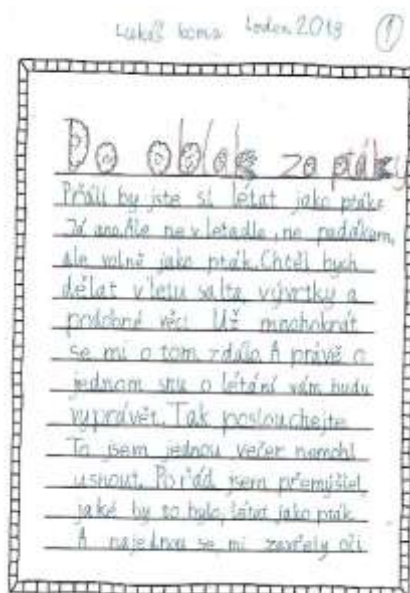 Lukáš Leden 2018 1
Do oblak za ptáky
Přáli by jste si létat jako ptáci
Já ano. Ale ne v letadle, ne padákem,
ale volně jako pták. Chtěl bych
dělat v letu salta, vývrtky a
podobné věci. Už mnohokrát
se mi o tom zdálo. A právě o
jednom snu o létání vám budu
vyprávět. Tak poslouchejte
To jsem jednou večer nemohl
usnout. Pořád jsem přemýšlel
jaké by to bylo, létat jako pták
A najednou se mi zavřely oči